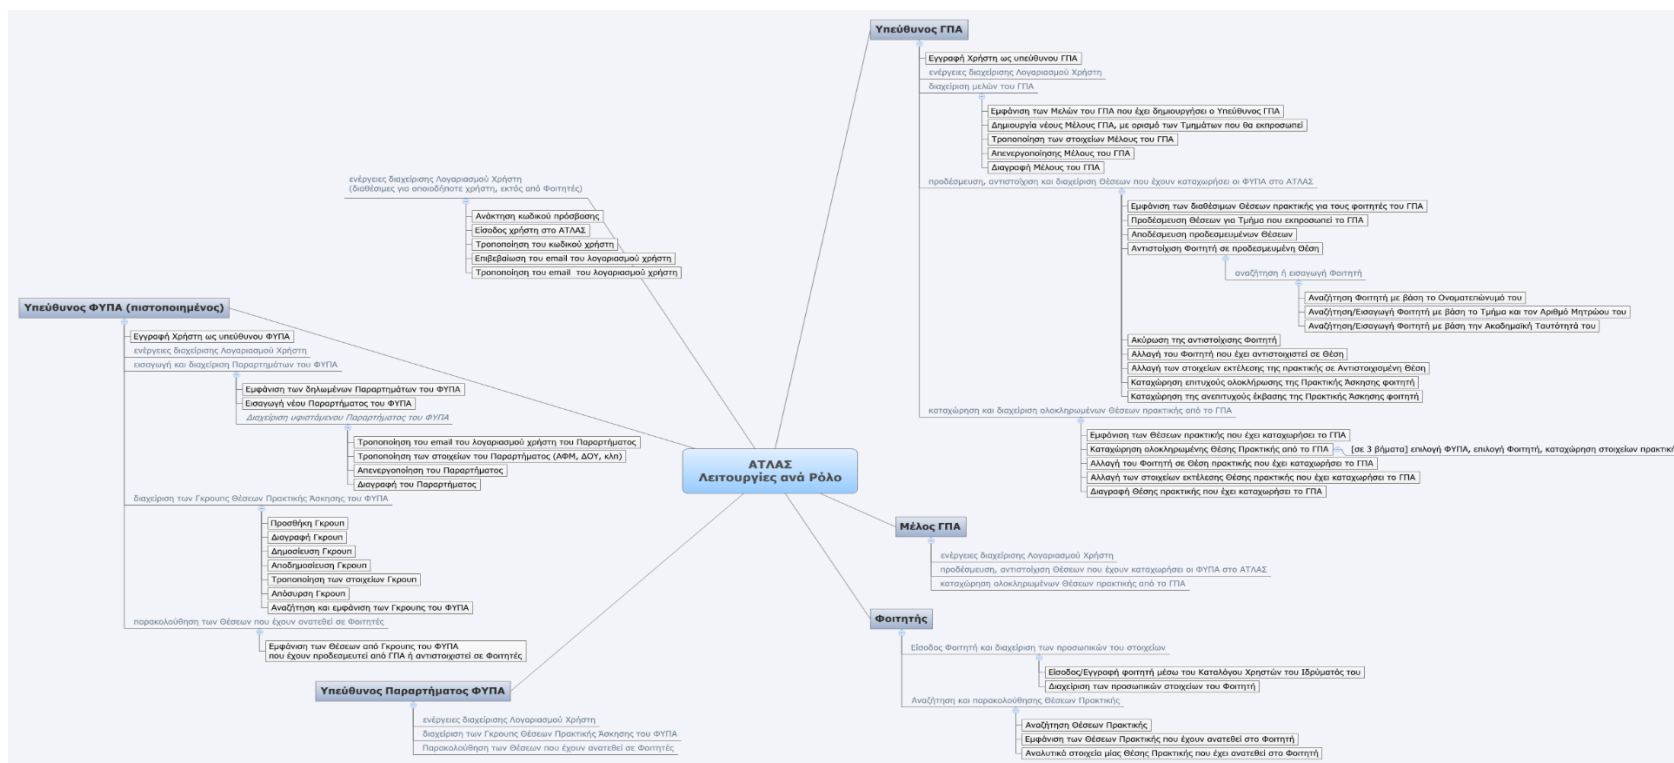 Υπεύθυνος ΓΠΑ
Εγγραφή Χρήστη ως υπεύθυνου ΓΠΑ
ενέργειες διαχείρισης Λογαριασμού Χρήστη
διαχείριση μελών του ΓΠΑ
Εμφάνιση των Μελών του ΓΠΑ που έχει δημιουργήσει ο Υπεύθυνος ΓΠΑ
Δημιουργία νέους Μέλους ΓΠΑ, με ορισμό των Τμημάτων που θα εκπροσωπεί
Τροποποίηση των στοιχείων Μέλους του ΓΠΑ
Απενεργοποίησης Μέλους του ΓΠΑ
Διαγραφή Μέλους του ΓΠΑ
προδέσμευση, αντιστοίχιση και διαχείριση Θέσεων που έχουν καταχωρήσει οι ΦΥΠΑ στο ΑΤΛΑΣ
Εμφάνιση των διαθέσιμων Θέσεων πρακτικής για τους φοιτητές του ΓΠΑ
Προδέσμευση Θέσεων για Τμήμα που εκπροσωπεί το ΓΠΑ
Αποδέσμευση προδεσμευμένων Θέσεων
Αντιστοίχιση Φοιτητή σε προδεσμευμένη Θέση
αναζήτηση ή εισαγωγή Φοιτητή
Αναζήτηση Φοιτητή με βάση το Ονοματεπώνυμό του
Αναζήτηση/Εισαγωγή Φοιτητή με βάση το Τμήμα και τον Αριθμό Μητρώου του
Αναζήτηση/Εισαγωγή Φοιτητή με βάση την Ακαδημαϊκή Ταυτότητά του
Ακύρωση της αντιστοίχισης Φοιτητή
Αλλαγή του Φοιτητή που έχει αντιστοιχιστεί σε Θέση
Αλλαγή των στοιχείων εκτέλεσης της πρακτικής σε Αντιστοιχισμένη Θέση
Καταχώρηση επιτυχούς ολοκλήρωσης της Πρακτικής Άσκησης φοιτητή
Καταχώρηση της ανεπιτυχούς έκβασης της Πρακτικής Άσκησης φοιτητή
καταχώρηση και διαχείριση ολοκληρωμένων Θέσεων πρακτικής από το ΓΠΑ
Εμφάνιση των Θέσεων πρακτικής που έχει καταχωρήσει το ΓΠΑ
Καταχώρηση ολοκληρωμένης Θέσης Πρακτικής από το ΓΠΑ
[σε 3 βήματα] επιλογή ΦΥΠΑ, επιλογή Φοιτητή, καταχώρηση στοιχείων πρακτικ
Αλλαγή του Φοιτητή σε Θέση πρακτικής που έχει καταχωρήσει το ΓΠΑ
Αλλαγή των στοιχείων εκτέλεσης Θέσης πρακτικής που έχει καταχωρήσει το ΓΠΑ
Διαγραφή Θέσης πρακτικής που έχει καταχωρήσει το ΓΠΑ
ενέργειες διαχείρισης Λογαριασμού Χρήστη
(διαθέσιμες για οποιοδήποτε χρήστη, εκτός από Φοιτητές)
Ανάκτηση κωδικού πρόσβασης
Είσοδος χρήστη στο ΑΤΛΑΣ
Τροποποίηση του κωδικού χρήστη
Επιβεβαίωση του email του λογαριασμού χρήστη
Τροποποίηση του email του λογαριασμού χρήστη
Υπεύθυνος ΦΥΠΑ (πιστοποιημένος)
Εγγραφή Χρήστη ως υπεύθυνου ΦΥΠΑ
ενέργειες διαχείρισης Λογαριασμού Χρήστη
εισαγωγή και διαχείριση Παραρτημάτων του ΦΥΠΑ
Εμφάνιση των δηλωμένων Παραρτημάτων του ΦΥΠΑ
Εισαγωγή νέου Παραρτήματος του ΦΥΠΑ
Διαχείριση υφιστάμενου Παραρτήματος του ΦΥΠΑ
Τροποποίηση του email του λογαριασμού χρήστη του Παραρτήματος
Τροποποίηση των στοιχείων του Παραρτήματος (ΑΦΜ, ΔΟΥ, κλπ)
Απενεργοποίηση του Παραρτήματος
Διαγραφή του Παραρτήματος
διαχείριση των Γκρουπς Θέσεων Πρακτικής Άσκησης του ΦΥΠΑ
Προσθήκη Γκρουπ
Διαγραφή Γκρουπ
Δημοσίευση Γκρουπ
Αποδημοσίευση Γκρουπ
Τροποποίηση των στοιχείων Γκρουπ
Απόσυρση Γκρουπ
Αναζήτηση και εμφάνιση των Γκρουπς του ΦΥΠΑ
παρακολούθηση των Θέσεων που έχουν ανατεθεί σε Φοιτητές
Εμφάνιση των Θέσεων από Γκρουπς του ΦΥΠΑ
που έχουν προδεσμευτεί από ΓΠΑ ή αντιστοιχιστεί σε Φοιτητές
ΑΤΛΑΣ
Λειτουργίες ανά Ρόλο
Υπεύθυνος Παραρτήματος ΦΥΠΑ
ενέργειες διαχείρισης Λογαριασμού Χρήστη
διαχείριση των Γκρουπς Θέσεων Πρακτικής Άσκησης του ΦΥΠΑ
Παρακολούθηση των Θέσεων που έχουν ανατεθεί σε Φοιτητές
Μέλος ΓΠΑ
ενέργειες διαχείρισης Λογαριασμού Χρήστη
προδέσμευση, αντιστοίχιση Θέσεων που έχουν καταχωρήσει οι ΦΥΠΑ στο ΑΤΛΑΣ
καταχώρηση ολοκληρωμένων Θέσεων πρακτικής από το ΓΠΑ
Φοιτητής
Είσοδος Φοιτητή και διαχείριση των προσωπικών του στοιχείων
Είσοδος/Εγγραφή φοιτητή μέσω του Καταλόγου Χρηστών του Ιδρύματός του
Διαχείριση των προσωπικών στοιχείων του Φοιτητή
Αναζήτηση και παρακολούθησης Θέσεων Πρακτικής
Αναζήτηση Θέσεων Πρακτικής
Εμφάνιση των Θέσεων Πρακτικής που έχουν ανατεθεί στο Φοιτητή
Αναλυτικά στοιχεία μίας Θέσης Πρακτικής που έχει ανατεθεί στο Φοιτητή